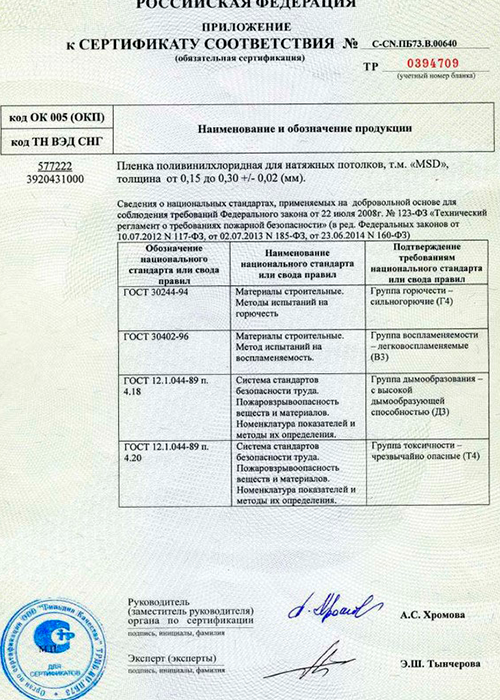 РОССИЙСКАЯ ФЕДЕРАЦИЯ
ПРИЛОЖЕНИЕ
к СЕРТИФИКАТУ СООТВЕТСТВИЯ № C-CN.ПБ73.В.00640
(обязательная сертификация)
ТР 0394709
(учетный номер бланка)
код ОК 005 (ОКП)
код ТН ВЭД СНГ
Наименование и обозначение продукции
577222
3920431000
Пленка поливинилхлоридная для натяжных потолков, т.м. «MSD»,
толщина от 0,15 до 0,30 +/- 0,02 (мм).
Сведения о национальных стандартах, применяемых на добровольной основе для
соблюдения требований Федерального закона от 22 июля 2008г. № 123-ФЗ «Технический
регламент о требованиях пожарной безопасности» (в ред. Федеральных законов от
10.07.2012 N 117-ФЗ, от 02.07.2013 N 185-ФЗ, от 23.06.2014 N 160-ФЗ)
Обозначение
национального
стандарта или свода
правил
Наименование
национального стандарта
или свода правил
Подтверждение
требованиям
национального стандарта
или свода правил
ГОСТ 30244-94
Материалы строительные.
Методы испытаний на
горючесть
Группа горючести –
сильногорючие (Г4)
ГОСТ 30402-96
Материалы строительные.
Метод испытаний на
воспламеняемость.
Группа воспламеняемости
– легковоспламеняемые
(В3)
ГОСТ 12.1.044-89 п.
4.18
Система стандартов
безопасности труда.
Пожаровзрывоопасность
веществ и материалов.
Номенклатура показателей и
методы их определения.
Группа дымообразования –
с высокой
дымообразующей
способностью (Д3)
ГОСТ 12.1.044-89 п.
4.20
Система стандартов
безопасности труда.
Пожаровзрывоопасность
веществ и материалов.
Номенклатура показателей и
методы их определения.
Группа токсичности –
чрезвычайно опасные (Т4)
Руководитель
(заместитель руководителя)
органа по сертификации
подпись, инициалы, фамилия
А.С. Хромова
Эксперт (эксперты)
подпись, инициалы, фамилия
Э.Ш. Тынчерова
М.П.
ДЛЯ
СЕРТИФИКАТОВ
Орган по сертификации ООО "Гильдия Качества"